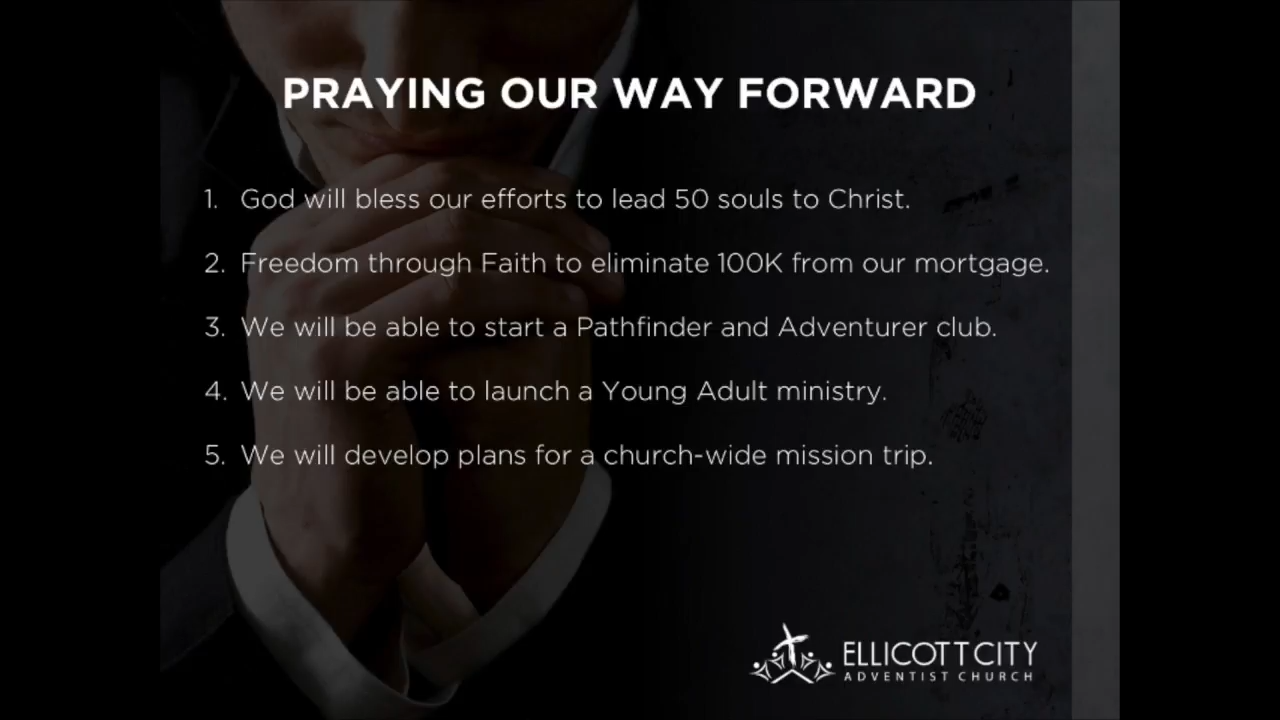 PRAYING OUR WAY FORWARD
1. God will bless our efforts to lead 50 souls to Christ.
2. Freedom through Faith to eliminate 100K from our mortgage.
3. We will be able to start a Pathfinder and Adventurer club.
4. We will be able to launch a Young Adult ministry.
5. We will develop plans for a church-wide mission trip.
ELLICOTT CITY
ADVENTIST CHURCH